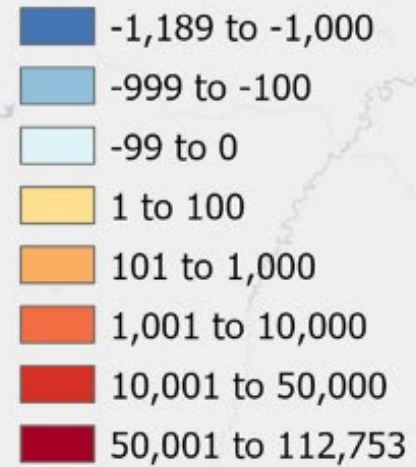 -1,189 to -1,000
-999 to -100
-99 to 0
1 to 100
101 to 1,000
1,001 to 10,000
10,001 to 50,000
50,001 to 112,753